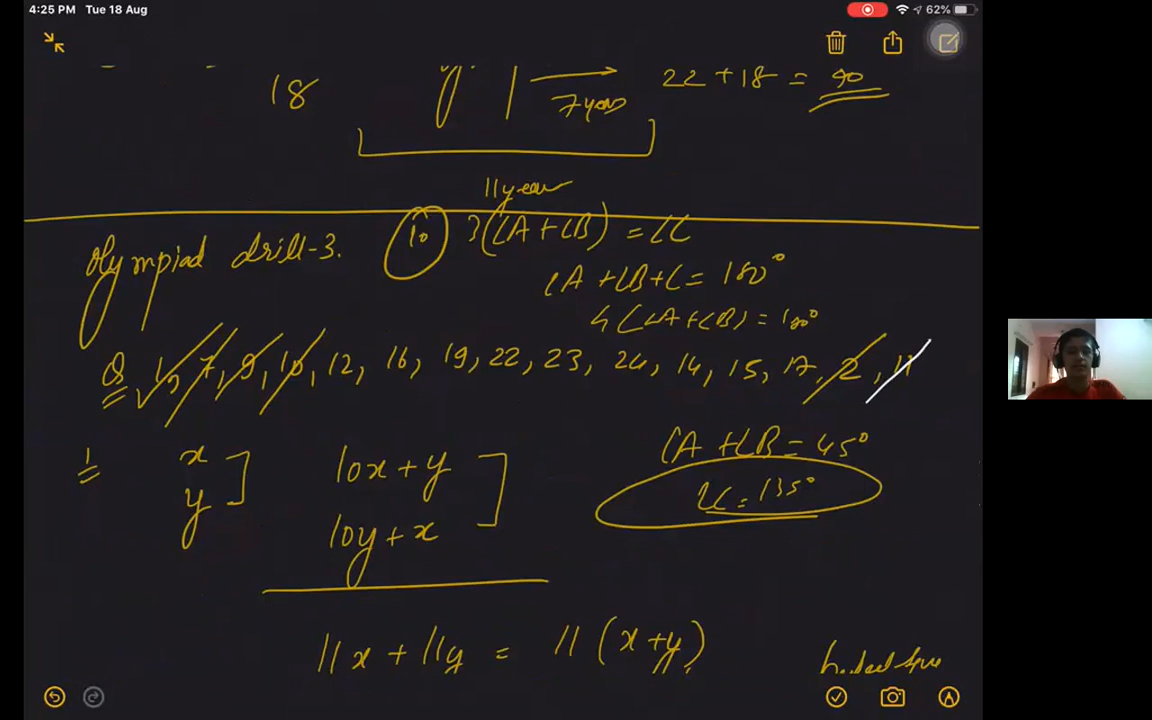 4:25 PM Tue 18 Aug
62%
18
7 years
22 + 18 = 40
11 year
Olympiad drill-3.
10 3(∠A + ∠B) = ∠C
∠A + ∠B + ∠C = 180°
4(∠A + ∠B) = 180°
Q 1, 7, 9, 10, 12, 16, 19, 22, 23, 24, 14, 15, 17, 2, 11
1 x 10x + y
y 10y + x
∠A + ∠B = 45°
∠C = 135°
11x + 11y = 11 (x + y)